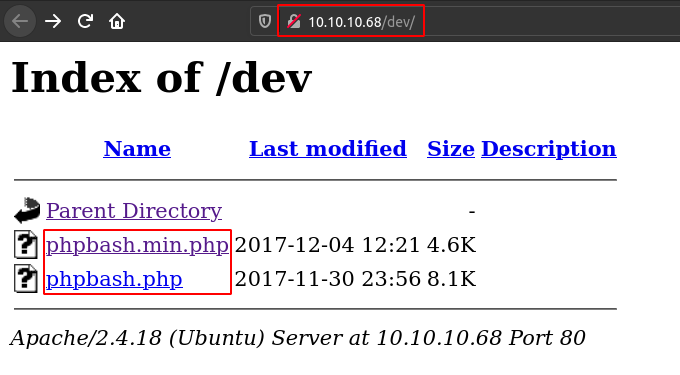 10.10.10.68/dev/
Index of /dev
Name Last modified Size Description
Parent Directory -
phpbash.min.php 2017-12-04 12:21 4.6K
phpbash.php 2017-11-30 23:56 8.1K
Apache/2.4.18 (Ubuntu) Server at 10.10.10.68 Port 80